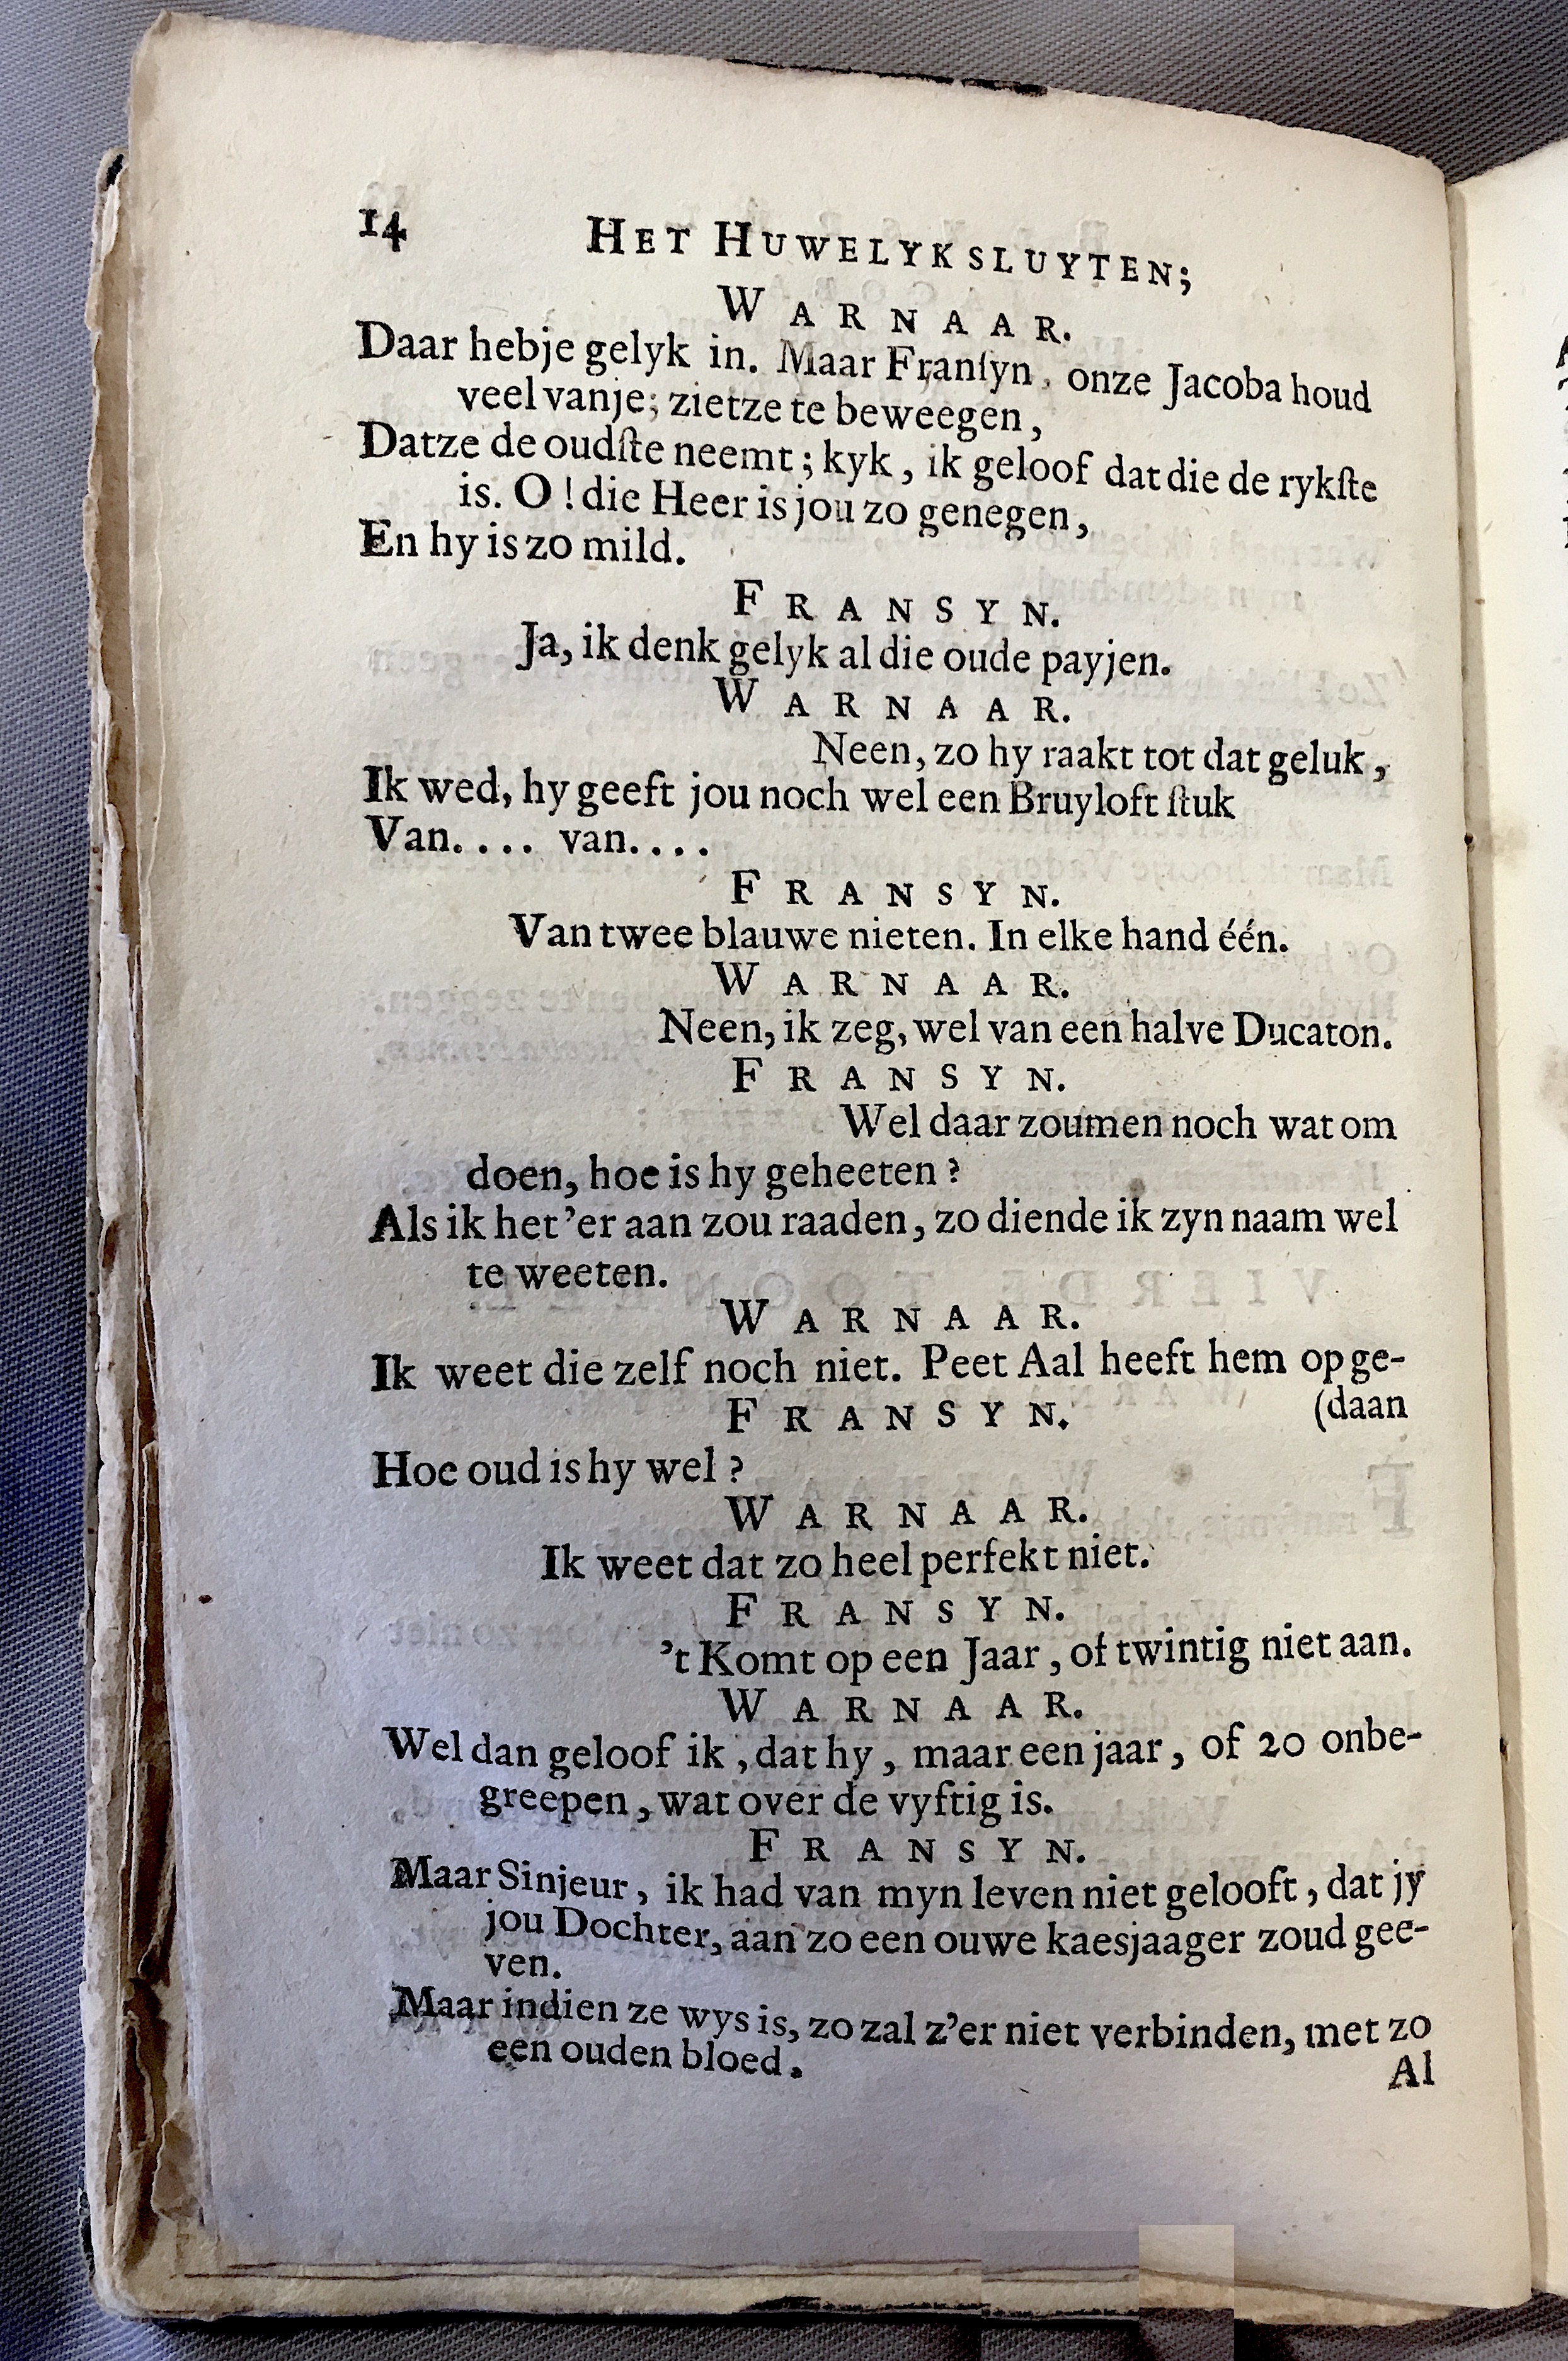 14 HET HUWELYKSLUYTEN;
WARNAAR.
Daar hebje gelyk in. Maar Franſyn, onze Jacoba houd
veel vanje; zietze te beweegen,
Datze de oudſte neemt; kyk, ik geloof dat die de rykſte
is. O! die Heer is jou zo genegen,
En hy is zo mild.
FRANSYN.
Ja, ik denk gelyk al die oude payjen.
WARNAAR.
Neen, zo hy raakt tot dat geluk,
Ik wed, hy geeft jou noch wel een Bruyloft ſtuk
Van.... van....
FRANSYN.
Van twee blauwe nieten. In elke hand één.
WARNAAR.
Neen, ik zeg, wel van een halve Ducaton.
FRANSYN.
Wel daar zoumen noch wat om
doen, hoe is hy geheeten?
Als ik het 'er aan zou raaden, zo diende ik zyn naam wel
te weeten.
WARNAAR.
Ik weet die zelf noch niet. Peet Aal heeft hem opge-
FRANSYN. (daan
Hoe oud is hy wel?
WARNAAR.
Ik weet dat zo heel perfekt niet.
FRANSYN.
't Komt op een Jaar, of twintig niet aan.
WARNAAR.
Wel dan geloof ik, dat hy, maar een jaar, of 20 onbe-
greepen, wat over de vyftig is.
FRANSYN.
Maar Sinjeur, ik had van myn leven niet gelooft, dat jy
jou Dochter, aan zo een ouwe kaesjaager zoud gee-
ven.
Maar indien ze wys is, zo zal z'er niet verbinden, met zo
een ouden bloed.
Al